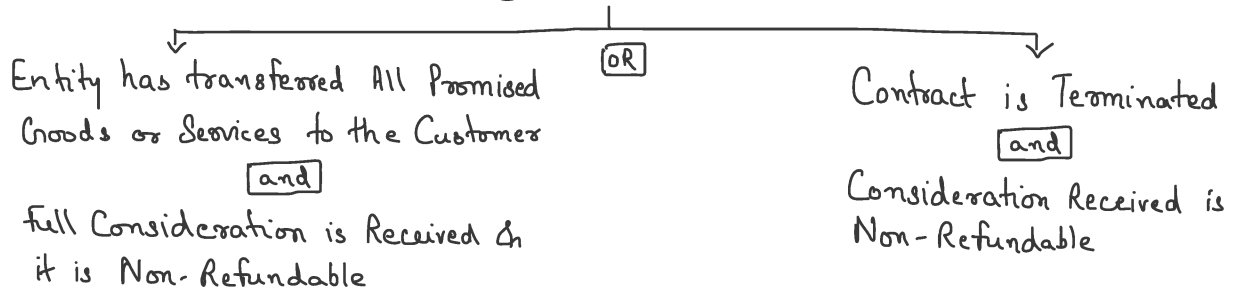 OR
Entity has transferred All Promised
Goods or Services to the Customer
and
Full Consideration is Received &
it is Non-Refundable
Contract is Terminated
and
Consideration Received is
Non-Refundable